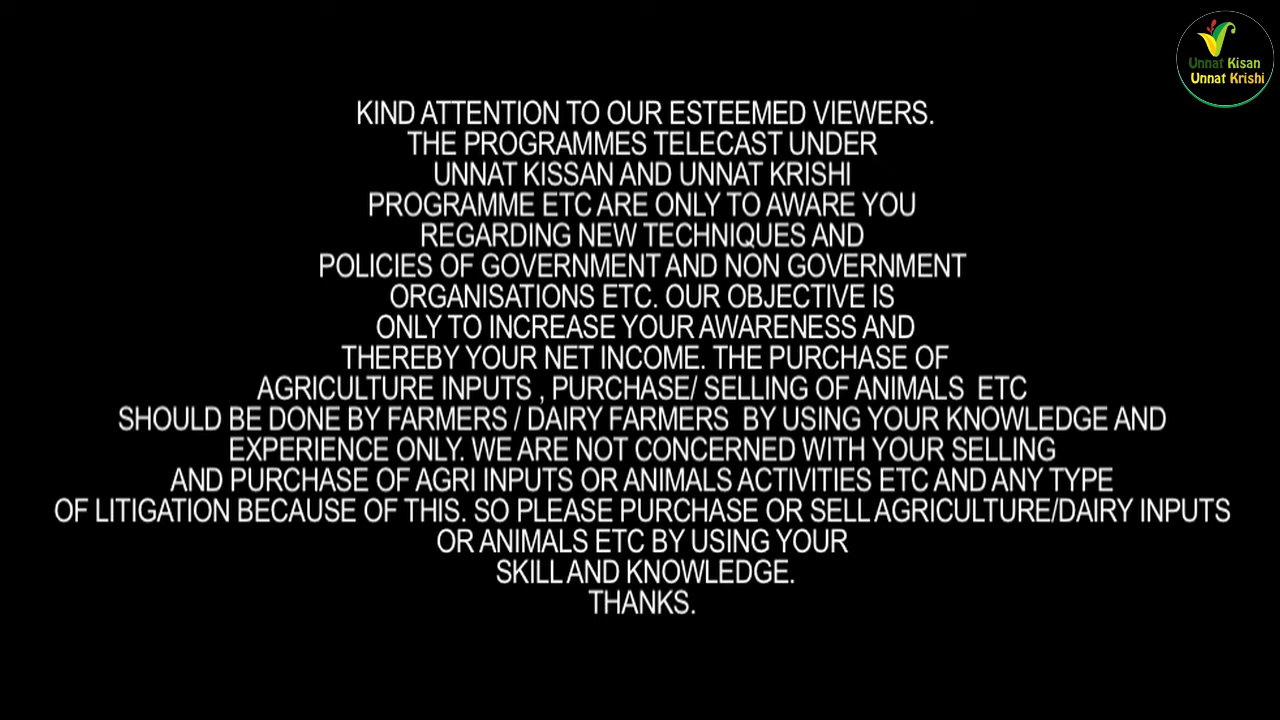 Unnat Kisan
Unnat Krishi
KIND ATTENTION TO OUR ESTEEMED VIEWERS.
THE PROGRAMMES TELECAST UNDER
UNNAT KISSAN AND UNNAT KRISHI
PROGRAMME ETC ARE ONLY TO AWARE YOU
REGARDING NEW TECHNIQUES AND
POLICIES OF GOVERNMENT AND NON GOVERNMENT
ORGANISATIONS ETC. OUR OBJECTIVE IS
ONLY TO INCREASE YOUR AWARENESS AND
THEREBY YOUR NET INCOME. THE PURCHASE OF
AGRICULTURE INPUTS , PURCHASE/ SELLING OF ANIMALS ETC
SHOULD BE DONE BY FARMERS / DAIRY FARMERS BY USING YOUR KNOWLEDGE AND
EXPERIENCE ONLY. WE ARE NOT CONCERNED WITH YOUR SELLING
AND PURCHASE OF AGRI INPUTS OR ANIMALS ACTIVITIES ETC AND ANY TYPE
OF LITIGATION BECAUSE OF THIS. SO PLEASE PURCHASE OR SELL AGRICULTURE/DAIRY INPUTS
OR ANIMALS ETC BY USING YOUR
SKILL AND KNOWLEDGE.
THANKS.